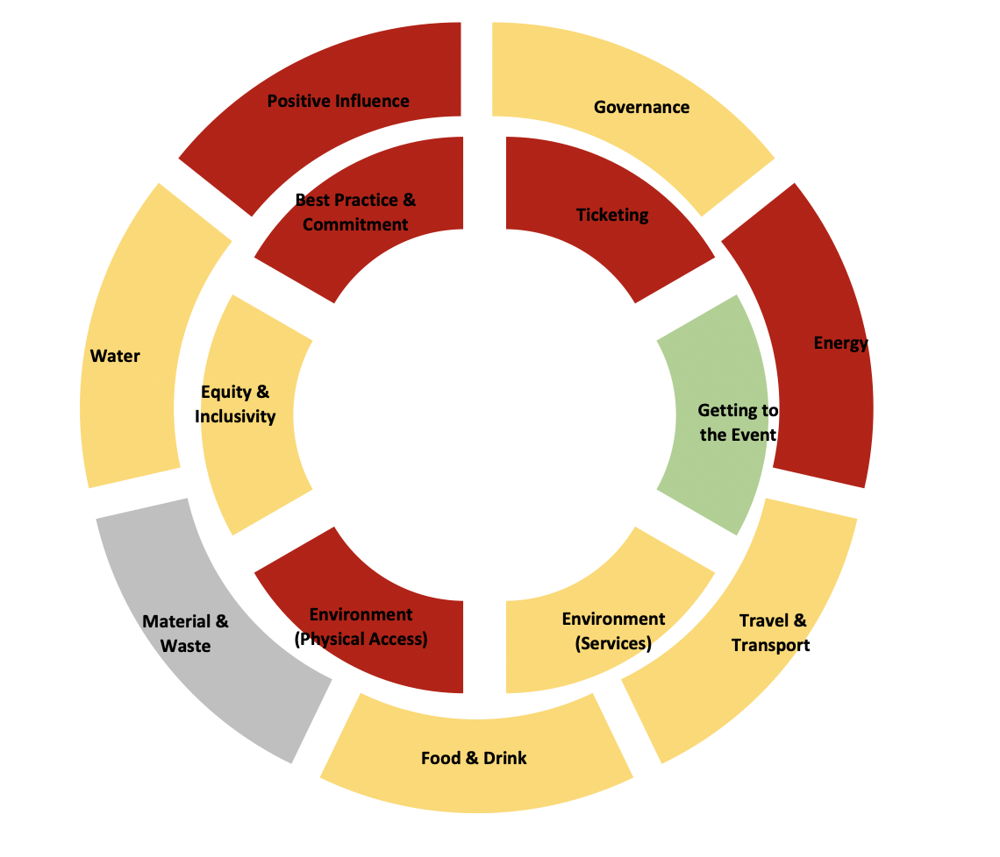 Positive Influence
Governance
Best Practice &
Commitment
Ticketing
Energy
Water
Equity &
Inclusivity
Getting to
the Event
Material &
Waste
Environment
(Physical Access)
Environment
(Services)
Travel &
Transport
Food & Drink